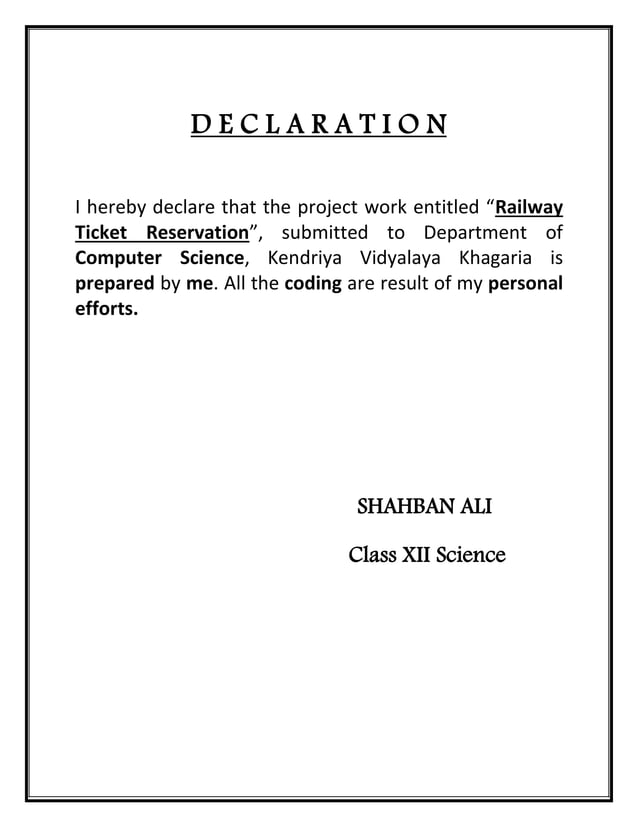 DECLARATION
I hereby declare that the project work entitled “Railway
Ticket Reservation”, submitted to Department of
Computer Science, Kendriya Vidyalaya Khagaria is
prepared by me. All the coding are result of my personal
efforts.
SHAHBAN ALI
Class XII Science